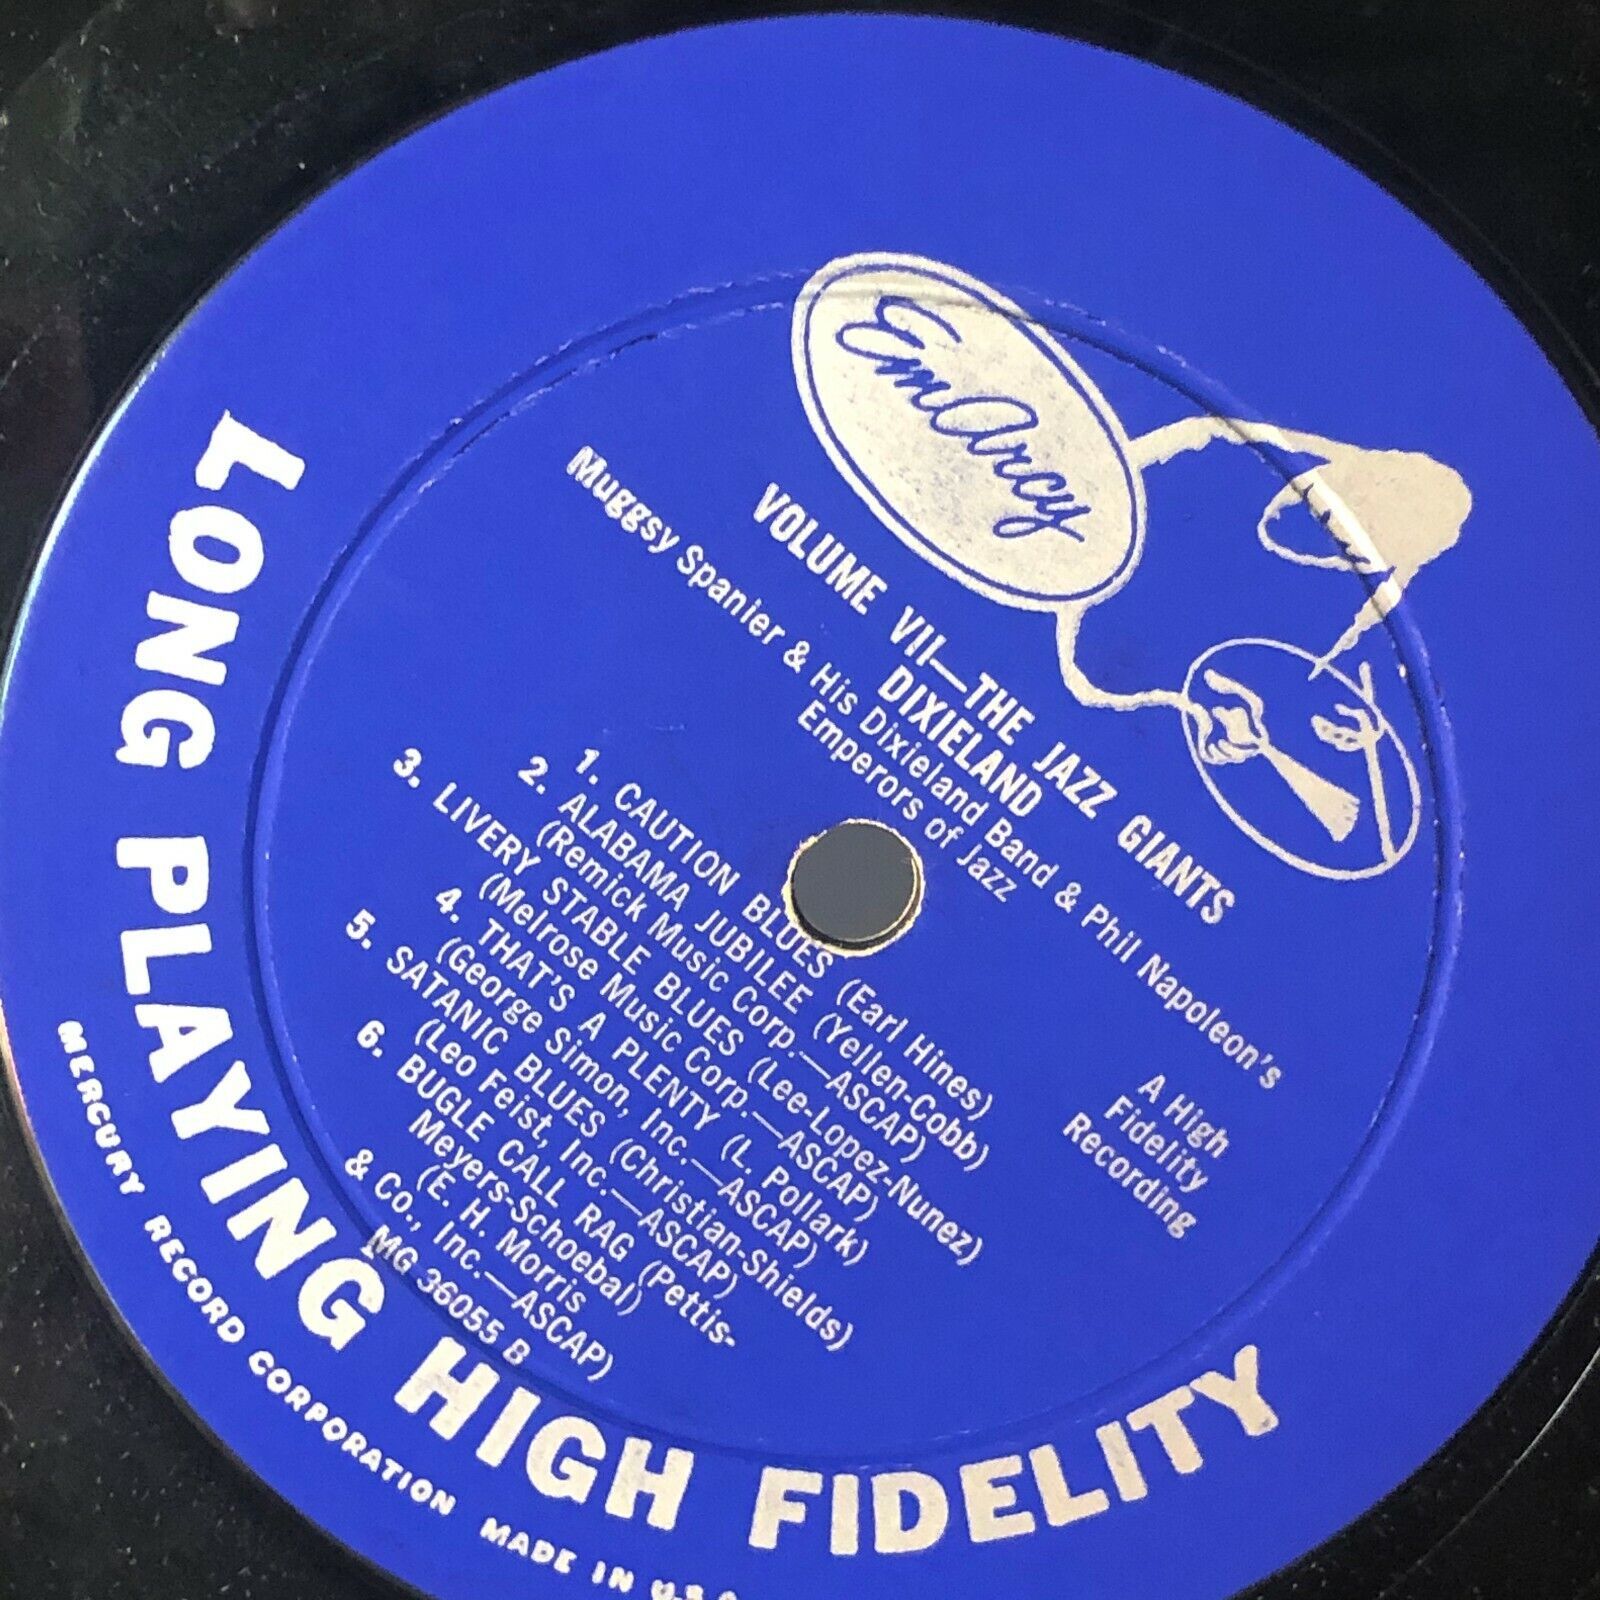 EmArcy
VOLUME VII—THE JAZZ GIANTS
DIXIELAND
Muggsy Spanier & His Dixieland Band & Phil Napoleon's
Emperors of Jazz
A High
Fidelity
Recording
1. CAUTION BLUES (Earl Hines)
2. ALABAMA JUBILEE (Yellen-Cobb)
(Remick Music Corp.—ASCAP)
3. LIVERY STABLE BLUES (Lee-Lopez-Nunez)
(Melrose Music Corp.—ASCAP)
4. THAT'S A PLENTY (L. Pollark)
(George Simon, Inc.—ASCAP)
5. SATANIC BLUES (Christian-Shields)
(Leo Feist, Inc.—ASCAP)
6. BUGLE CALL RAG (Pettis-
Meyers-Schoebal)
(E. H. Morris
& Co., Inc.—ASCAP)
MG 36055 B
LONG PLAYING HIGH FIDELITY
MERCURY RECORD CORPORATION MADE IN U.S.A